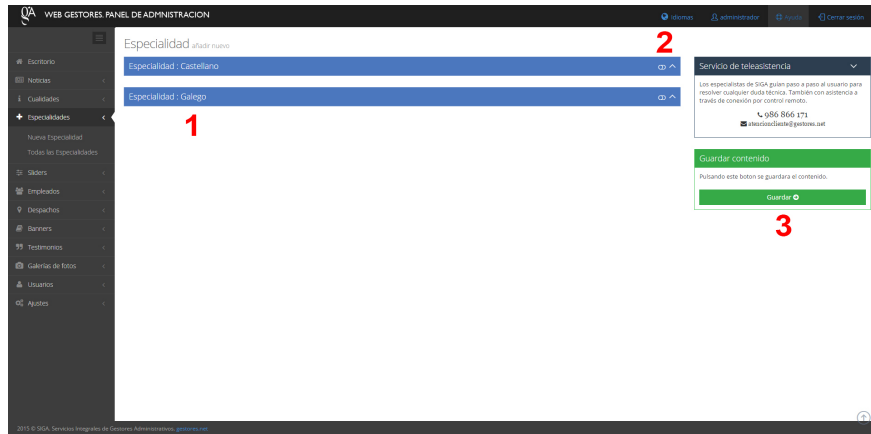 WEB GESTORES. PANEL DE ADMNISTRACION
Idiomas
administrador
Ayuda
Cerrar sesión
Escritorio
Noticias
Cualidades
Especialidades
Nueva Especialidad
Todas las Especialidades
Sliders
Empleados
Despachos
Banners
Testimonios
Galerías de fotos
Usuarios
Ajustes
Especialidad añadir nuevo
2
Especialidad : Castellano
Especialidad : Galego
1
Servicio de teleasistencia
Los especialistas de SIGA guían paso a paso al usuario para
resolver cualquier duda técnica. También con asistencia a
través de conexión por control remoto.
986 866 171
atencioncliente@gestores.net
Guardar contenido
Pulsando este boton se guardara el contenido.
Guardar
3
2015 © SIGA. Servicios Integrales de Gestores Administrativos. gestores.net